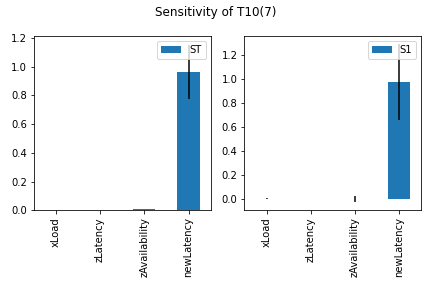 Sensitivity of T10(7)
1.2
1.0
0.8
0.6
0.4
0.2
0.0
ST
xLoad
zLatency
zAvailability
newLatency
1.2
1.0
0.8
0.6
0.4
0.2
0.0
S1
xLoad
zLatency
zAvailability
newLatency